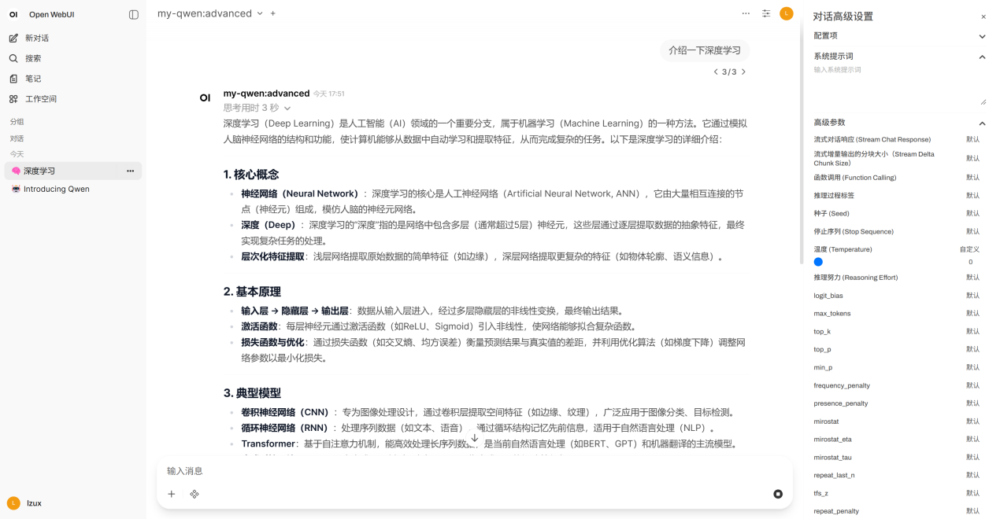 OI Open WebUI
新对话
搜索
笔记
工作空间
分组
对话
今天
深度学习
Introducing Qwen
L lzux
my-qwen:advanced
L
介绍一下深度学习
3/3
OI my-qwen:advanced 今天 17:51
思考用时 3 秒
深度学习（Deep Learning）是人工智能（AI）领域的一个重要分支，属于机器学习（Machine Learning）的一种方法。它通过模拟
人脑神经网络的结构和功能，使计算机能够从数据中自动学习和提取特征，从而完成复杂的任务。以下是深度学习的详细介绍：
1. 核心概念
神经网络（Neural Network）：深度学习的核心是人工神经网络（Artificial Neural Network, ANN），它由大量相互连接的节
点（神经元）组成，模仿人脑的神经元网络。
深度（Deep）：深度学习的“深度”指的是网络中包含多层（通常超过5层）神经元，这些层通过逐层提取数据的抽象特征，最终
实现复杂任务的处理。
层次化特征提取：浅层网络提取原始数据的简单特征（如边缘），深层网络提取更复杂的特征（如物体轮廓、语义信息）。
2. 基本原理
输入层 → 隐藏层 → 输出层：数据从输入层进入，经过多层隐藏层的非线性变换，最终输出结果。
激活函数：每层神经元通过激活函数（如ReLU、Sigmoid）引入非线性，使网络能够拟合复杂函数。
损失函数与优化：通过损失函数（如交叉熵、均方误差）衡量预测结果与真实值的差距，并利用优化算法（如梯度下降）调整网
络参数以最小化损失。
3. 典型模型
卷积神经网络（CNN）：专为图像处理设计，通过卷积层提取空间特征（如边缘、纹理），广泛应用于图像分类、目标检测。
循环神经网络（RNN）：处理序列数据（如文本、语音），通过循环结构记忆先前信息，适用于自然语言处理（NLP）。
Transformer：基于自注意力机制，能高效处理长序列数据，是当前自然语言处理（如BERT、GPT）和机器翻译的主流模型。
输入消息
对话高级设置
配置项
系统提示词
输入系统提示词
高级参数
流式对话响应 (Stream Chat Response) 默认
流式增量输出的分块大小（Stream Delta
Chunk Size） 默认
函数调用 (Function Calling) 默认
推理过程标签 默认
种子 (Seed) 默认
停止序列 (Stop Sequence) 默认
温度 (Temperature) 自定义
0
推理努力 (Reasoning Effort) 默认
logit_bias 默认
max_tokens 默认
top_k 默认
top_p 默认
min_p 默认
frequency_penalty 默认
presence_penalty 默认
mirostat 默认
mirostat_eta 默认
mirostat_tau 默认
repeat_last_n 默认
tfs_z 默认
repeat_penalty 默认